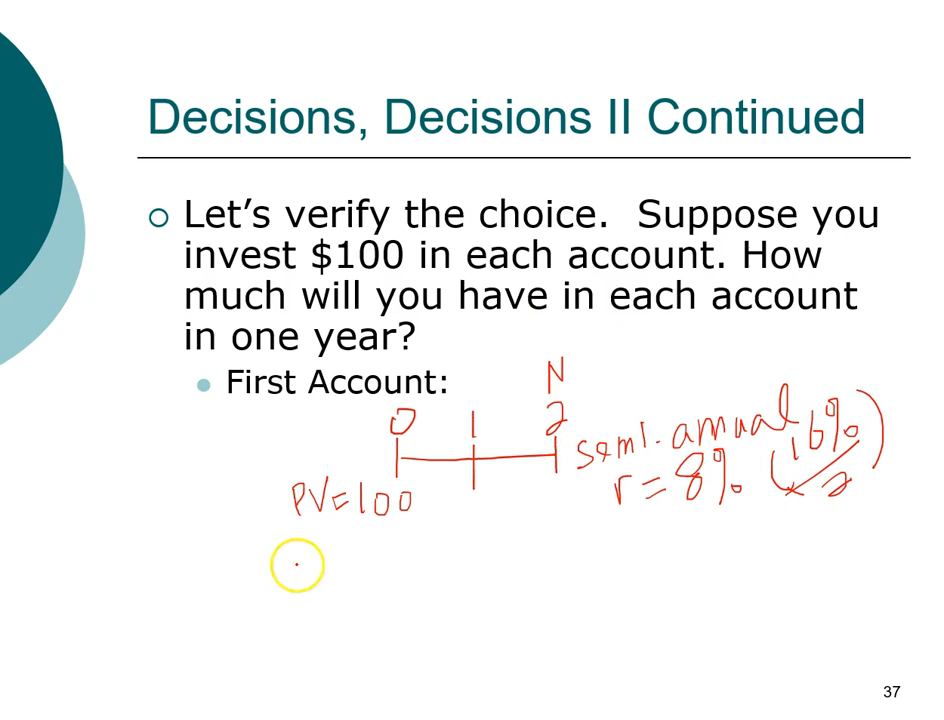 Decisions, Decisions II Continued
Let's verify the choice. Suppose you
invest $100 in each account. How
much will you have in each account
in one year?
First Account:
N
0 1 2
semi-annual
r = 8% (16%/2)
PV=100
37